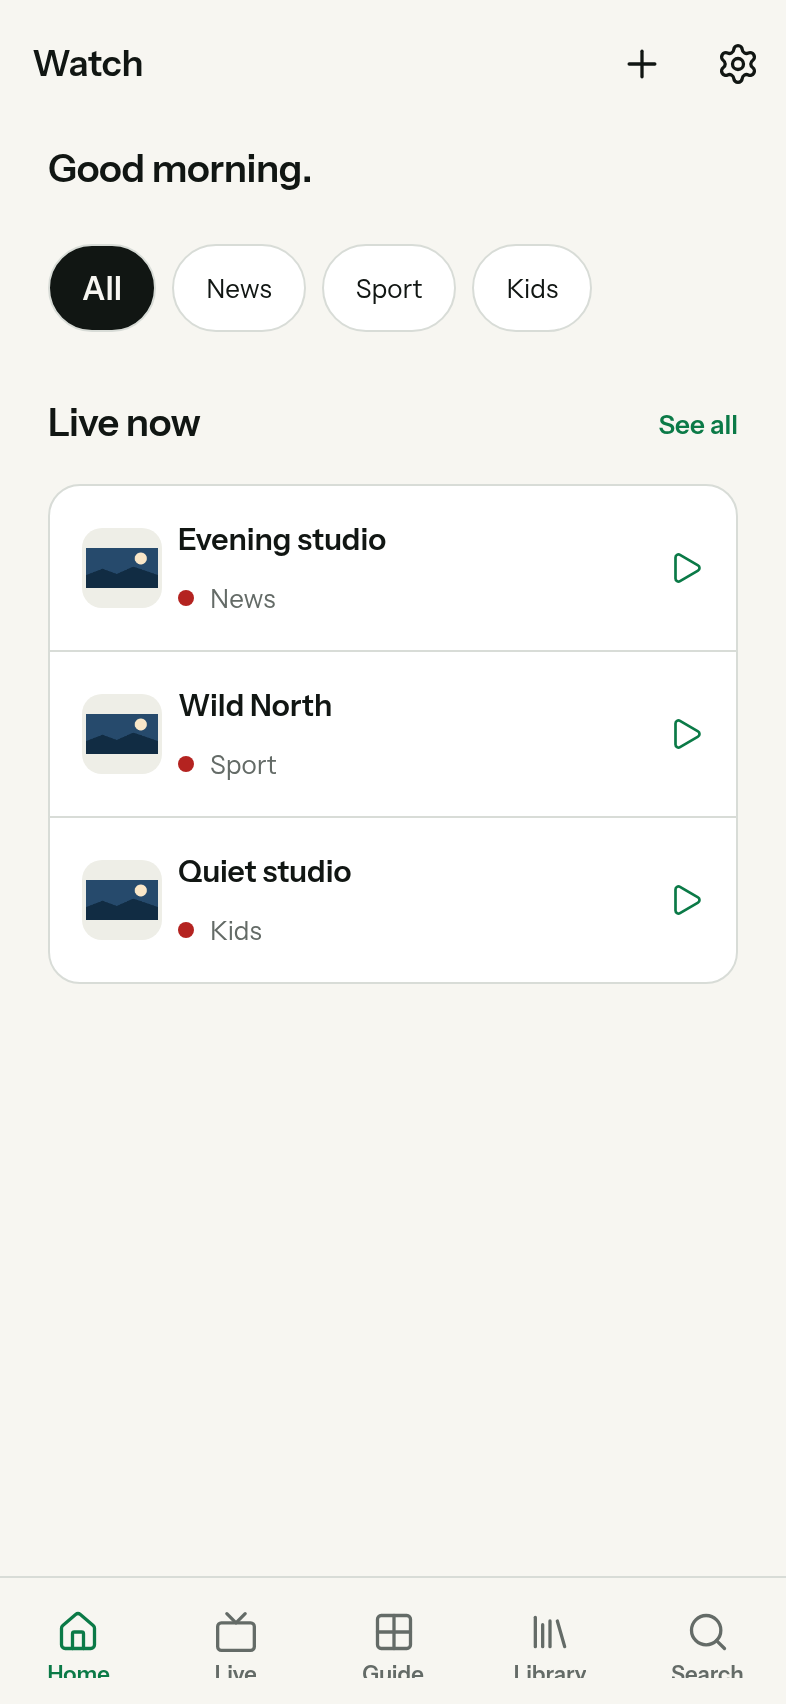 Watch
Good morning.
All
News
Sport
Kids
Live now
See all
Evening studio
News
Wild North
Sport
Quiet studio
Kids
Home
Live
Guide
Library
Search